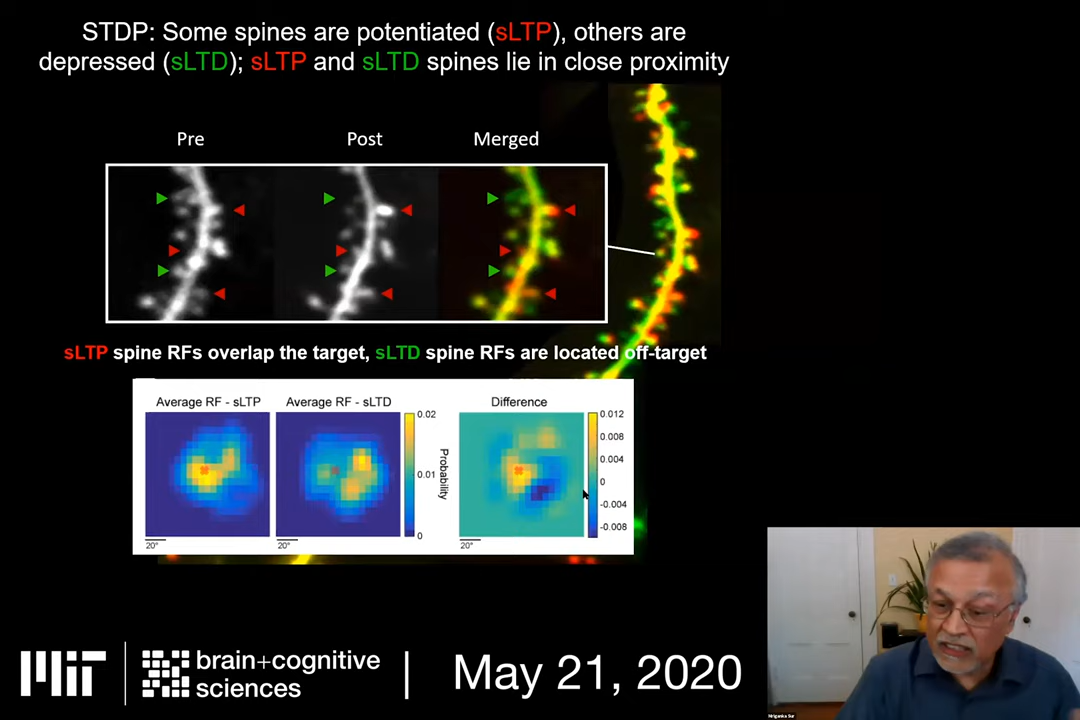 STDP: Some spines are potentiated (sLTP), others are
depressed (sLTD); sLTP and sLTD spines lie in close proximity
Pre
Post
Merged
sLTP spine RFs overlap the target, sLTD spine RFs are located off-target
Average RF - sLTP
Average RF - sLTD
Difference
0.02
0.01
0
Probability
0.012
0.008
0.004
0
-0.004
-0.008
20°
20°
20°
MIT
brain+cognitive
sciences
May 21, 2020
Mriganka Sur